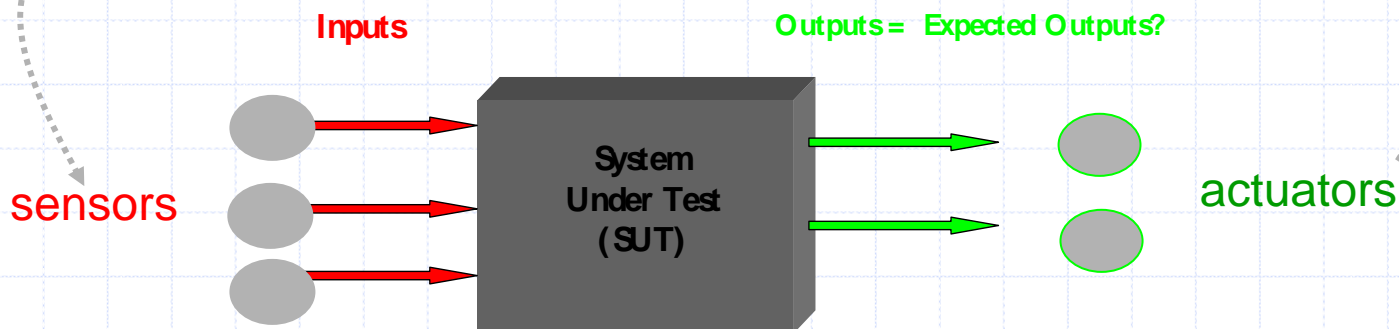 Inputs
Outputs = Expected Outputs?
System
Under Test
(SUT)
sensors
actuators